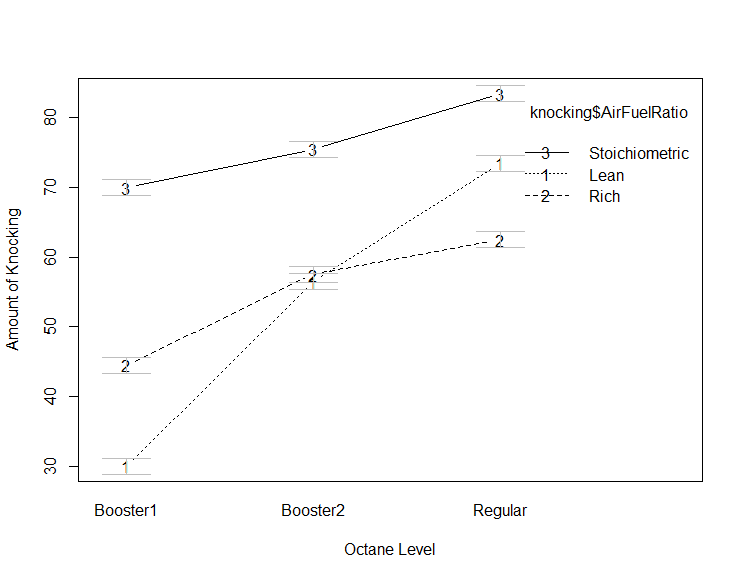 knocking$AirFuelRatio
3 Stoichiometric
1 Lean
2 Rich
Amount of Knocking
80
70
60
50
40
30
3 3 3
1 1 1
2 2 2
Booster1 Booster2 Regular
Octane Level